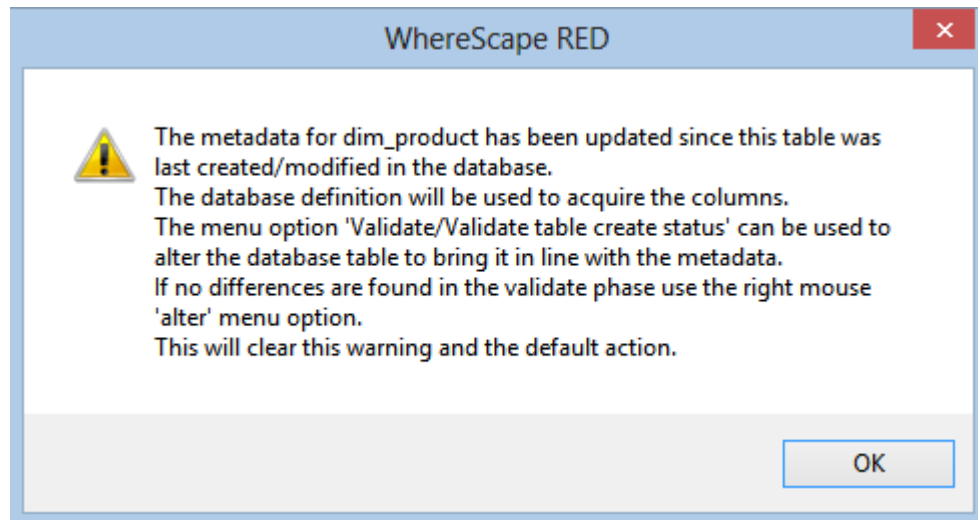 WhereScape RED
The metadata for dim_product has been updated since this table was
last created/modified in the database.
The database definition will be used to acquire the columns.
The menu option 'Validate/Validate table create status' can be used to
alter the database table to bring it in line with the metadata.
If no differences are found in the validate phase use the right mouse
'alter' menu option.
This will clear this warning and the default action.
OK